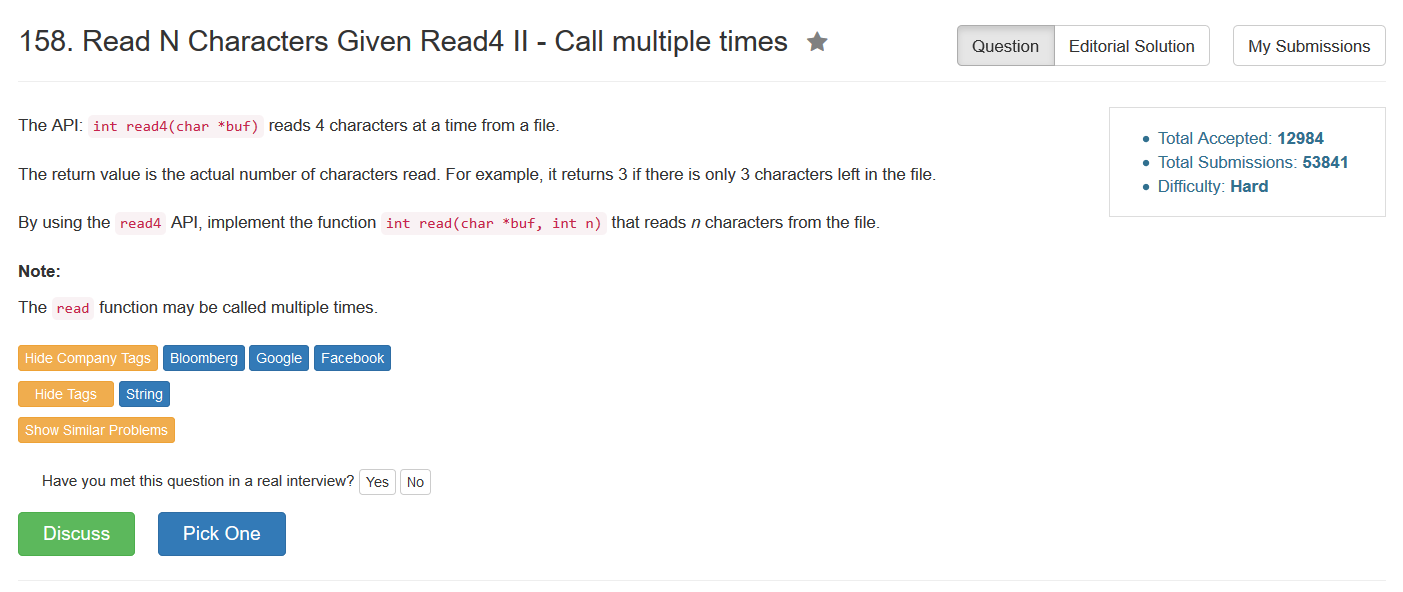 158. Read N Characters Given Read4 II - Call multiple times
Question Editorial Solution My Submissions
The API: int read4(char *buf) reads 4 characters at a time from a file.
The return value is the actual number of characters read. For example, it returns 3 if there is only 3 characters left in the file.
By using the read4 API, implement the function int read(char *buf, int n) that reads n characters from the file.
Note:
The read function may be called multiple times.
Total Accepted: 12984
Total Submissions: 53841
Difficulty: Hard
Hide Company Tags Bloomberg Google Facebook
Hide Tags String
Show Similar Problems
Have you met this question in a real interview? Yes No
Discuss Pick One